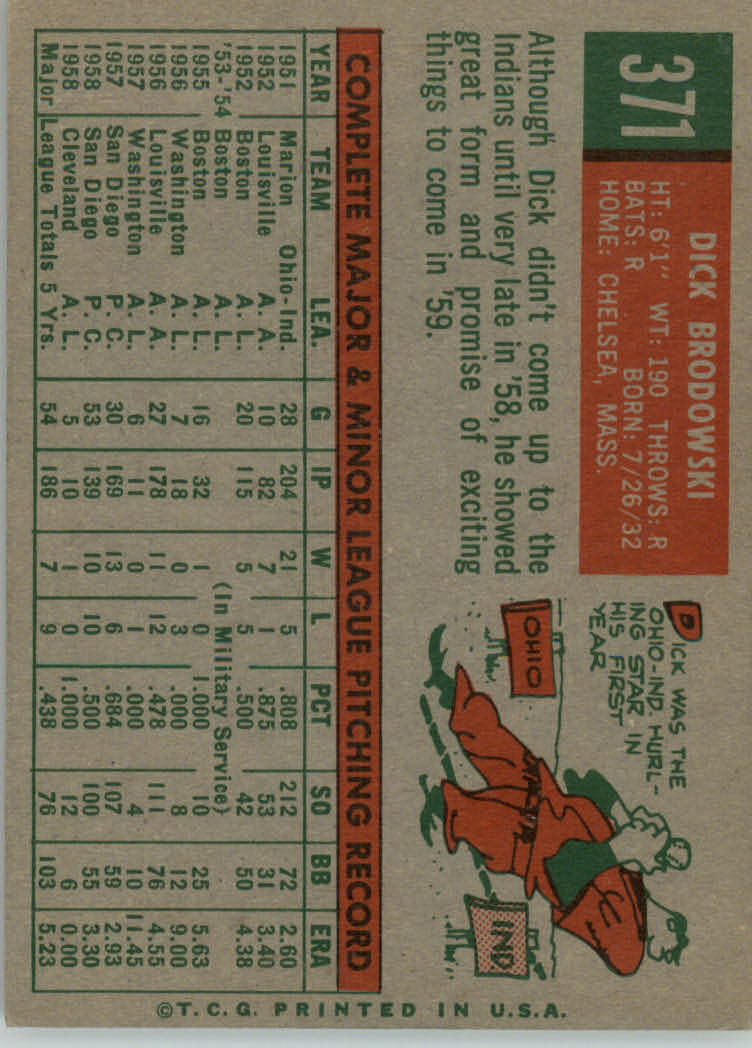 371
DICK BRODOWSKI
HT: 6'1" WT: 190 THROWS: R
BATS: R BORN: 7/26/32
HOME: CHELSEA, MASS.
Although Dick didn't come up to the
Indians until very late in '58, he showed
great form and promise of exciting
things to come in '59.
DICK WAS THE
OHIO-IND. HURL-
ING STAR IN
HIS FIRST
YEAR
OHIO
IND
COMPLETE MAJOR & MINOR LEAGUE PITCHING RECORD
YEAR TEAM LEA. G IP W L PCT SO BB ERA
1951 Marion Ohio-Ind. 28 204 21 5 .808 212 72 2.60
1952 Louisville A. A. 10 82 7 1 .875 53 31 3.40
1952 Boston A. L. 20 115 5 5 .500 42 50 4.38
'53-'54 Boston A. L. (In Military Service)
1955 Boston A. L. 16 32 1 0 1.000 10 25 5.63
1956 Washington A. L. 7 18 0 3 .000 8 12 9.00
1956 Louisville A. A. 27 178 11 12 .478 111 76 4.55
1957 Washington A. L. 6 11 0 1 .000 4 10 11.45
1957 San Diego P. C. 30 169 13 6 .684 107 59 2.93
1958 San Diego P. C. 53 139 10 10 .500 100 55 3.30
1958 Cleveland A. L. 5 10 1 0 1.000 12 6 0.00
Major League Totals 5 Yrs. 54 186 7 9 .438 76 103 5.23
©T. C. G. PRINTED IN U.S.A.